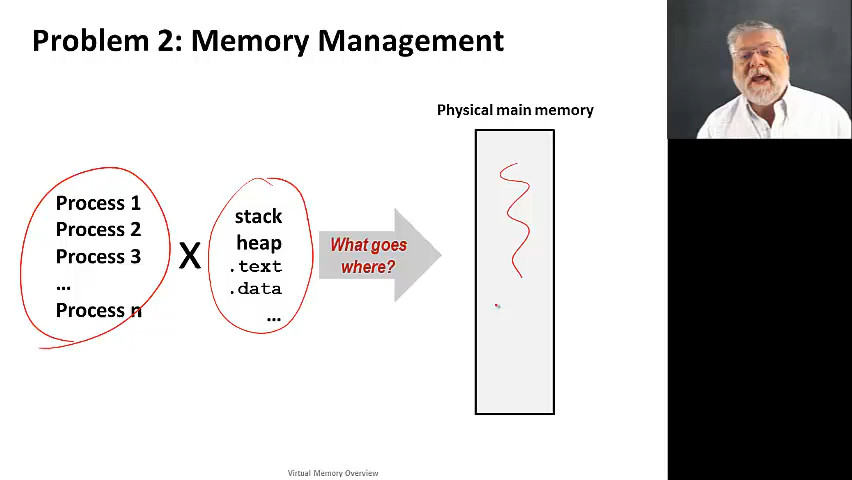 Problem 2: Memory Management
Physical main memory
Process 1
Process 2
Process 3
...
Process n
X
stack
heap
.text
.data
...
What goes
where?
Virtual Memory Overview